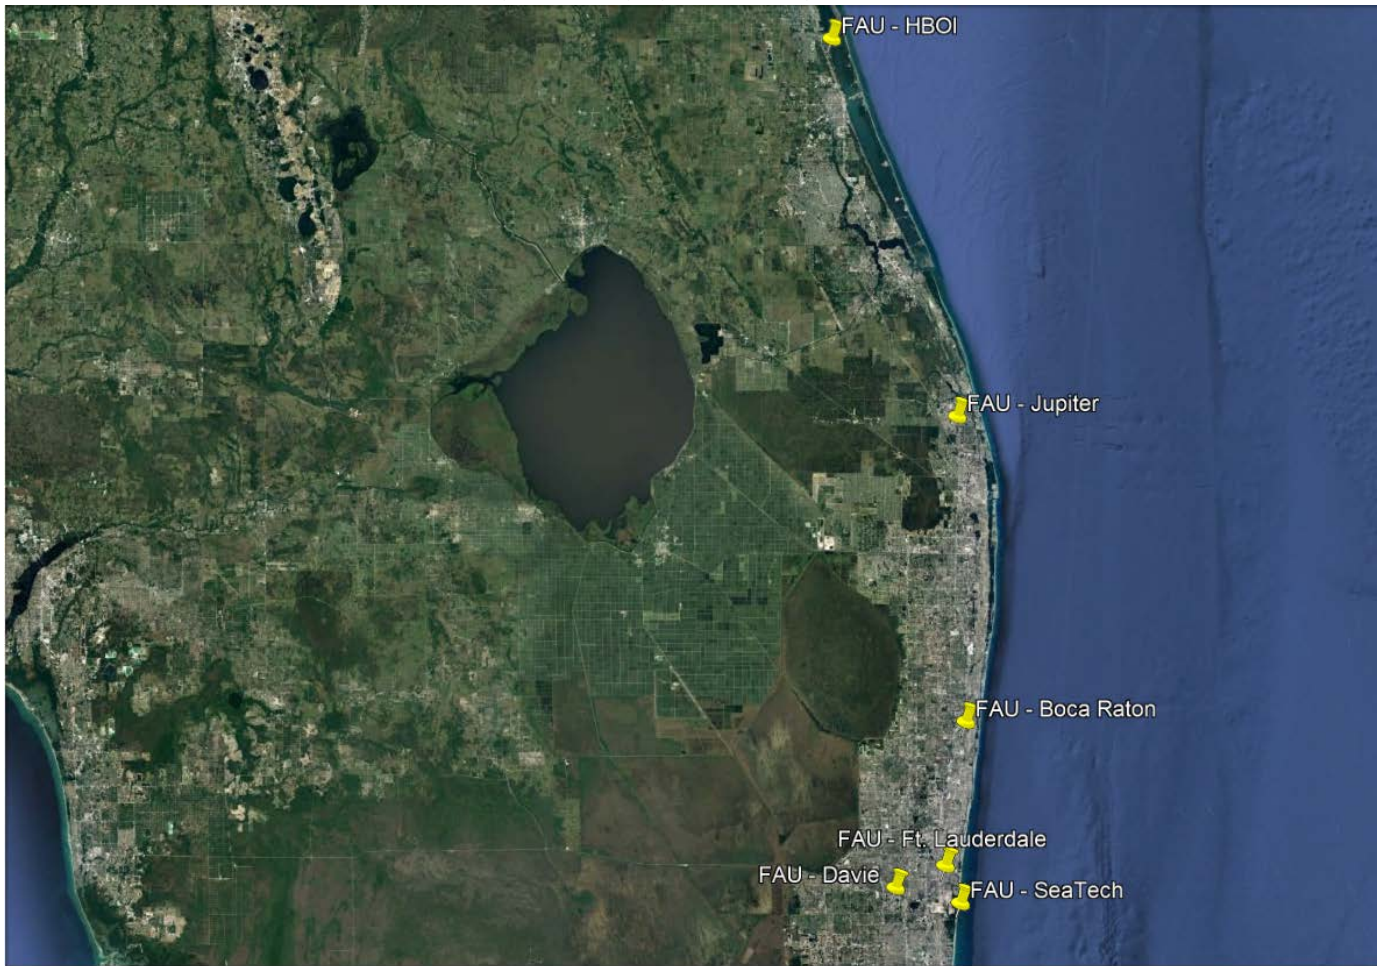 FAU - HBOI
FAU - Jupiter
FAU - Boca Raton
FAU - Ft. Lauderdale
FAU - Davie
FAU - SeaTech